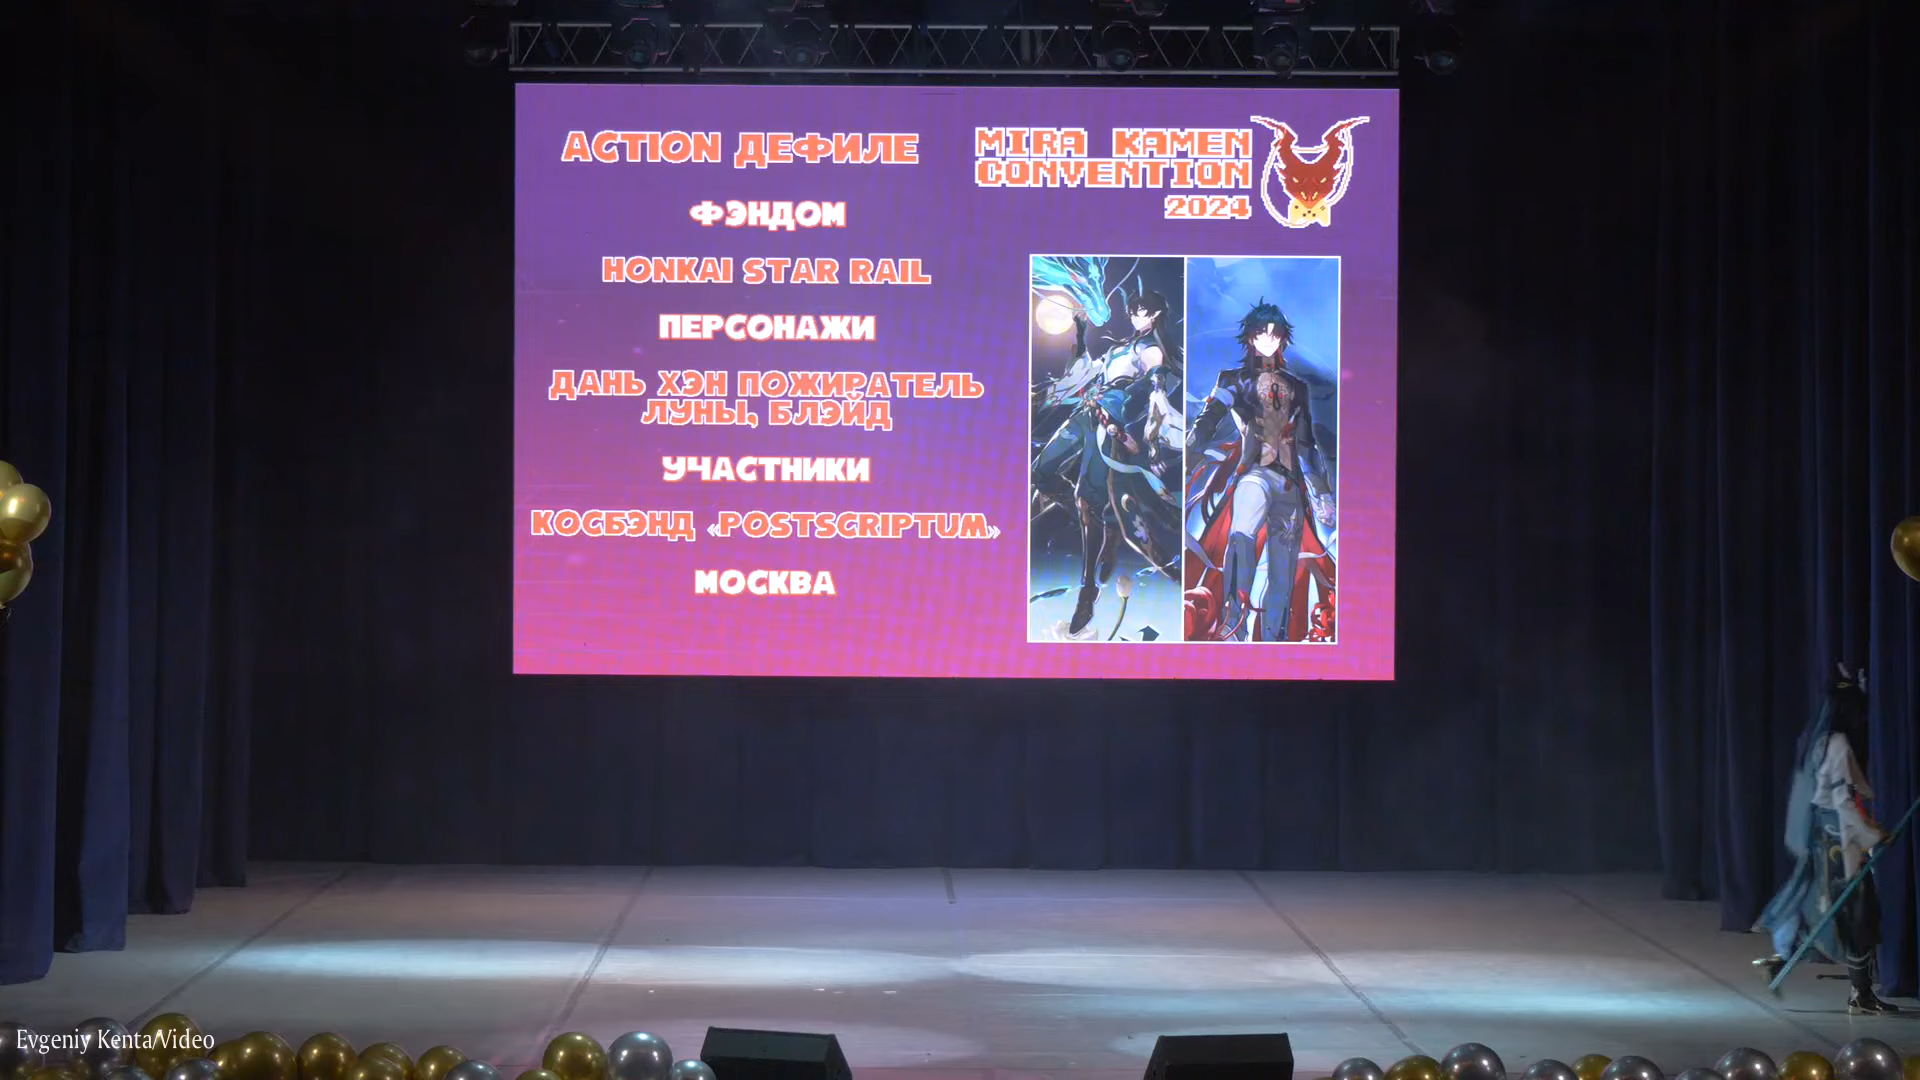 ACTION ДЕФИЛЕ
ФЭНДОМ
HONKAI STAR RAIL
ПЕРСОНАЖИ
ДАНЬ ХЭН ПОЖИРАТЕЛЬ
ЛУНЫ, БЛЭЙД
УЧАСТНИКИ
КОСБЭНД «POSTSCRIPTUM»
МОСКВА
MIRA KAMEN
CONVENTION
2024
Evgeniy Kenta/Video